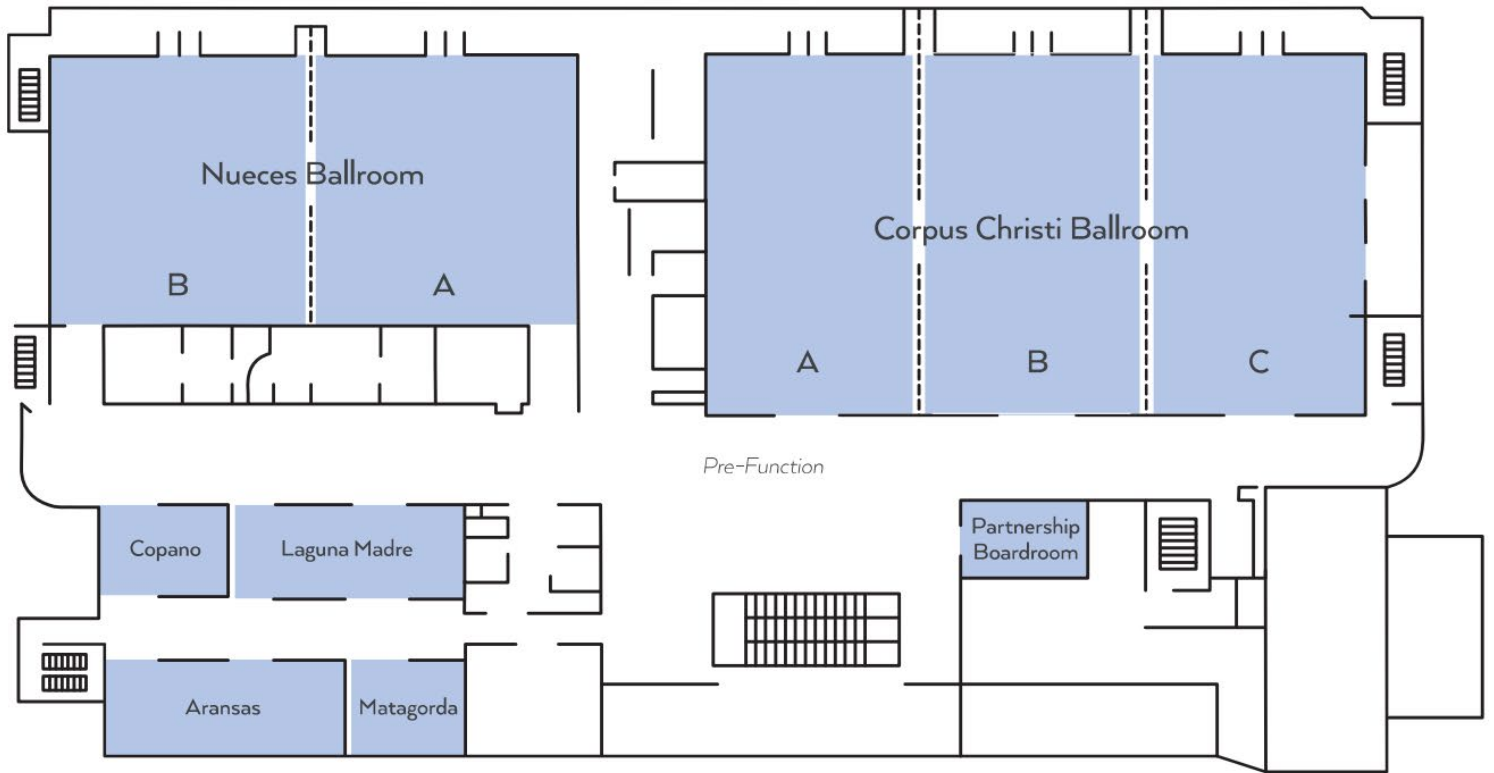 Nueces Ballroom
B
A
Corpus Christi Ballroom
A
B
C
Pre-Function
Copano
Laguna Madre
Partnership
Boardroom
Aransas
Matagorda